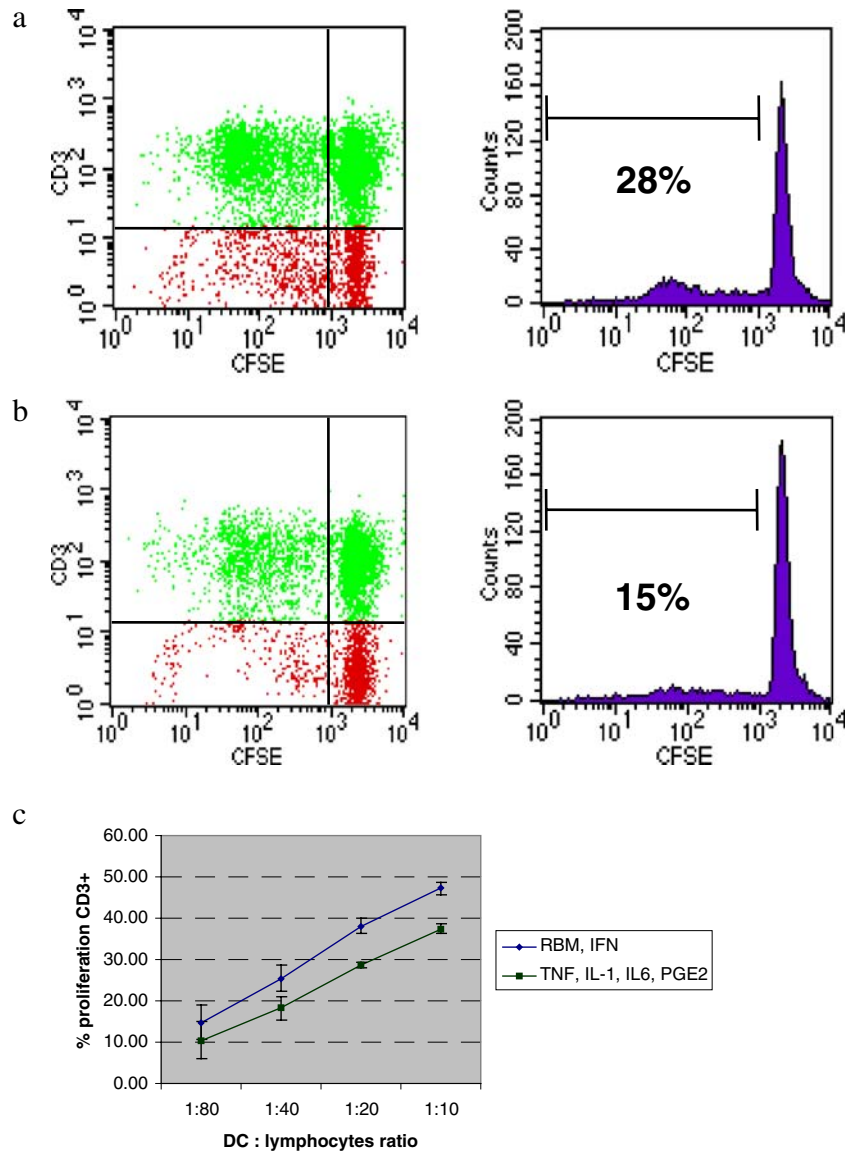 a
10^4
10^3
10^2
10^1
10^0
CD3
10^0 10^1 10^2 10^3 10^4
CFSE
200
160
120
80
40
0
Counts
28%
10^0 10^1 10^2 10^3 10^4
CFSE
b
10^4
10^3
10^2
10^1
10^0
CD3
10^0 10^1 10^2 10^3 10^4
CFSE
200
160
120
80
40
0
Counts
15%
10^0 10^1 10^2 10^3 10^4
CFSE
c
60.00
50.00
40.00
30.00
20.00
10.00
0.00
% proliferation CD3+
1:80 1:40 1:20 1:10
DC : lymphocytes ratio
RBM, IFN
TNF, IL-1, IL6, PGE2